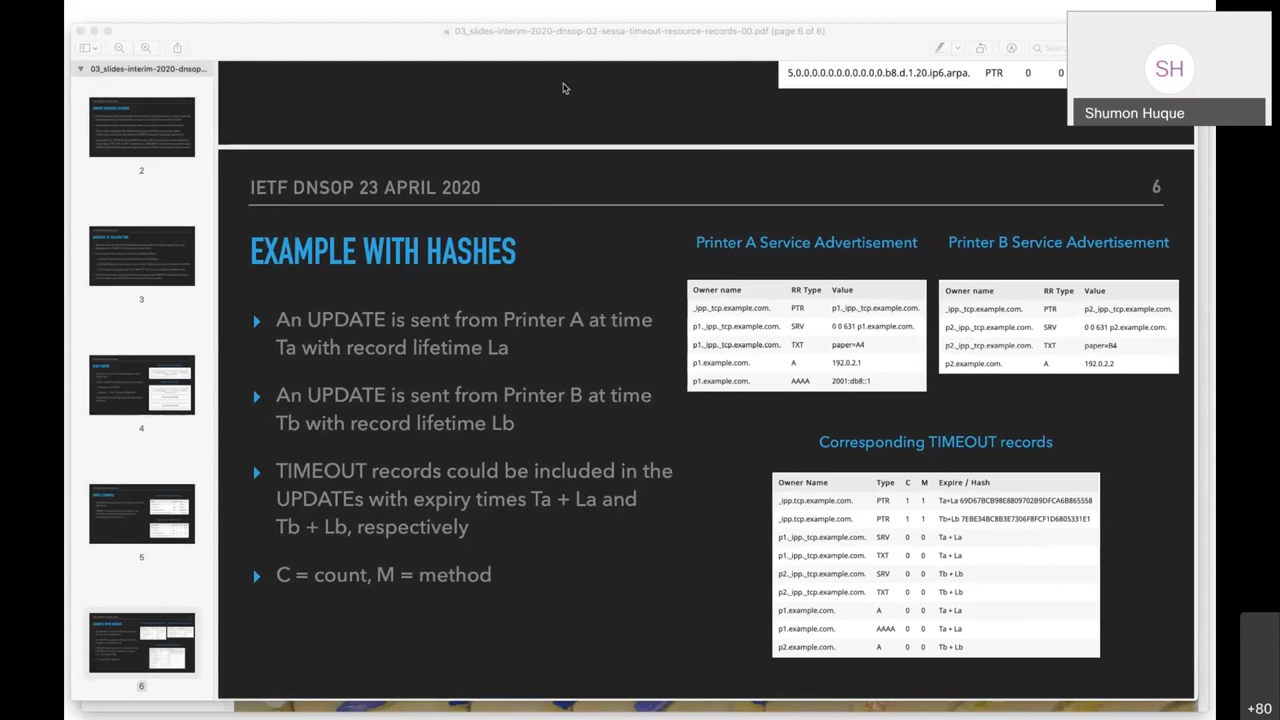 03_slides-interim-2020-dnsop-02-sessa-timeout-resource-records-00.pdf (page 6 of 6)
03_slides-interim-2020-dnsop...
2
3
4
5
6
5.0.0.0.0.0.0.0.0.0.0.0.b8.d.1.20.ip6.arpa. PTR 0 0
SH
Shumon Huque
IETF DNSOP 23 APRIL 2020 6
EXAMPLE WITH HASHES
An UPDATE is sent from Printer A at time
Ta with record lifetime La
An UPDATE is sent from Printer B at time
Tb with record lifetime Lb
TIMEOUT records could be included in the
UPDATEs with expiry times Ta + La and
Tb + Lb, respectively
C = count, M = method
Printer A Service Advertisement
Owner name RR Type Value
_ipp._tcp.example.com. PTR p1._ipp._tcp.example.com.
p1._ipp._tcp.example.com. SRV 0 0 631 p1.example.com.
p1._ipp._tcp.example.com. TXT paper=A4
p1.example.com. A 192.0.2.1
p1.example.com. AAAA 2001:db8::1
Printer B Service Advertisement
Owner name RR Type Value
_ipp._tcp.example.com. PTR p2._ipp._tcp.example.com.
p2._ipp._tcp.example.com. SRV 0 0 631 p2.example.com.
p2._ipp._tcp.example.com. TXT paper=B4
p2.example.com. A 192.0.2.2
Corresponding TIMEOUT records
Owner Name Type C M Expire / Hash
_ipp.tcp.example.com. PTR 1 1 Ta+La 69D67BCB98E8809702B9DFCA6B865558
_ipp.tcp.example.com. PTR 1 1 Tb+Lb 7EBE34BC8B3E7306F8FCF1D6805331E1
p1._ipp._tcp.example.com. SRV 0 0 Ta + La
p1._ipp._tcp.example.com. TXT 0 0 Ta + La
p2._ipp._tcp.example.com. SRV 0 0 Tb + Lb
p2._ipp._tcp.example.com. TXT 0 0 Tb + Lb
p1.example.com. A 0 0 Ta + La
p1.example.com. AAAA 0 0 Ta + La
p2.example.com. A 0 0 Tb + Lb
+80